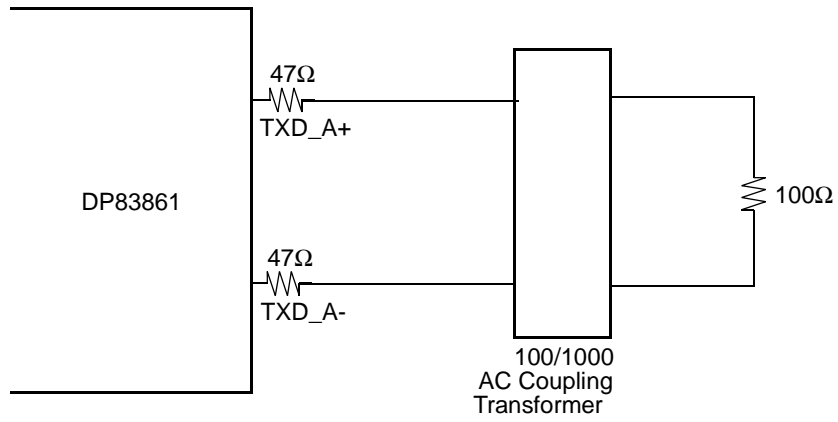 47Ω
TXD_A+
DP83861
100Ω
47Ω
TXD_A-
100/1000
AC Coupling
Transformer